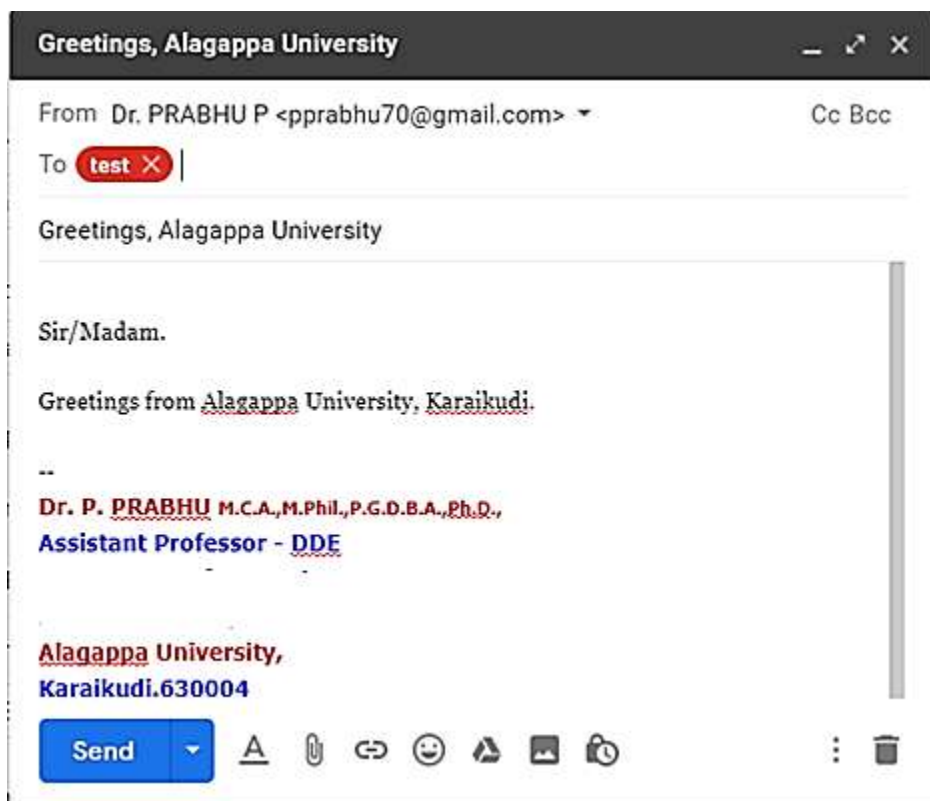 Greetings, Alagappa University
From Dr. PRABHU P <pprabhu70@gmail.com> Cc Bcc
To test
Greetings, Alagappa University
Sir/Madam.
Greetings from Alagappa University, Karaikudi.
--
Dr. P. PRABHU M.C.A.,M.Phil.,P.G.D.B.A.,Ph.D.,
Assistant Professor - DDE
Alagappa University,
Karaikudi.630004
Send